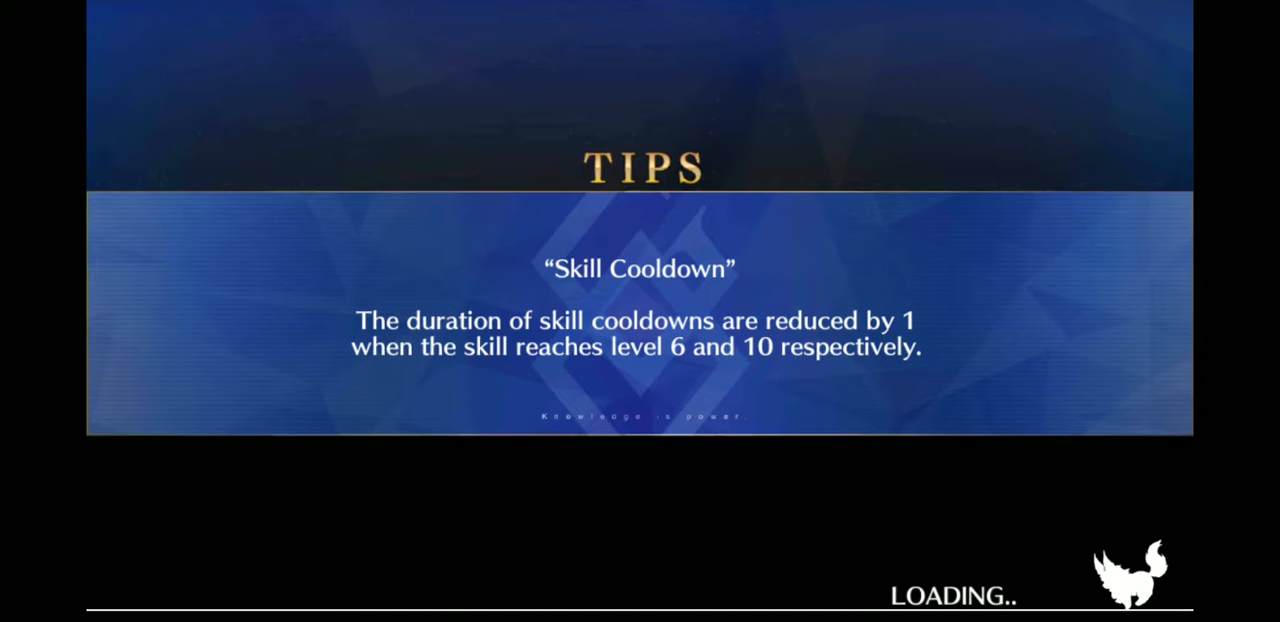 TIPS
“Skill Cooldown”
The duration of skill cooldowns are reduced by 1
when the skill reaches level 6 and 10 respectively.
Knowledge is power.
LOADING..